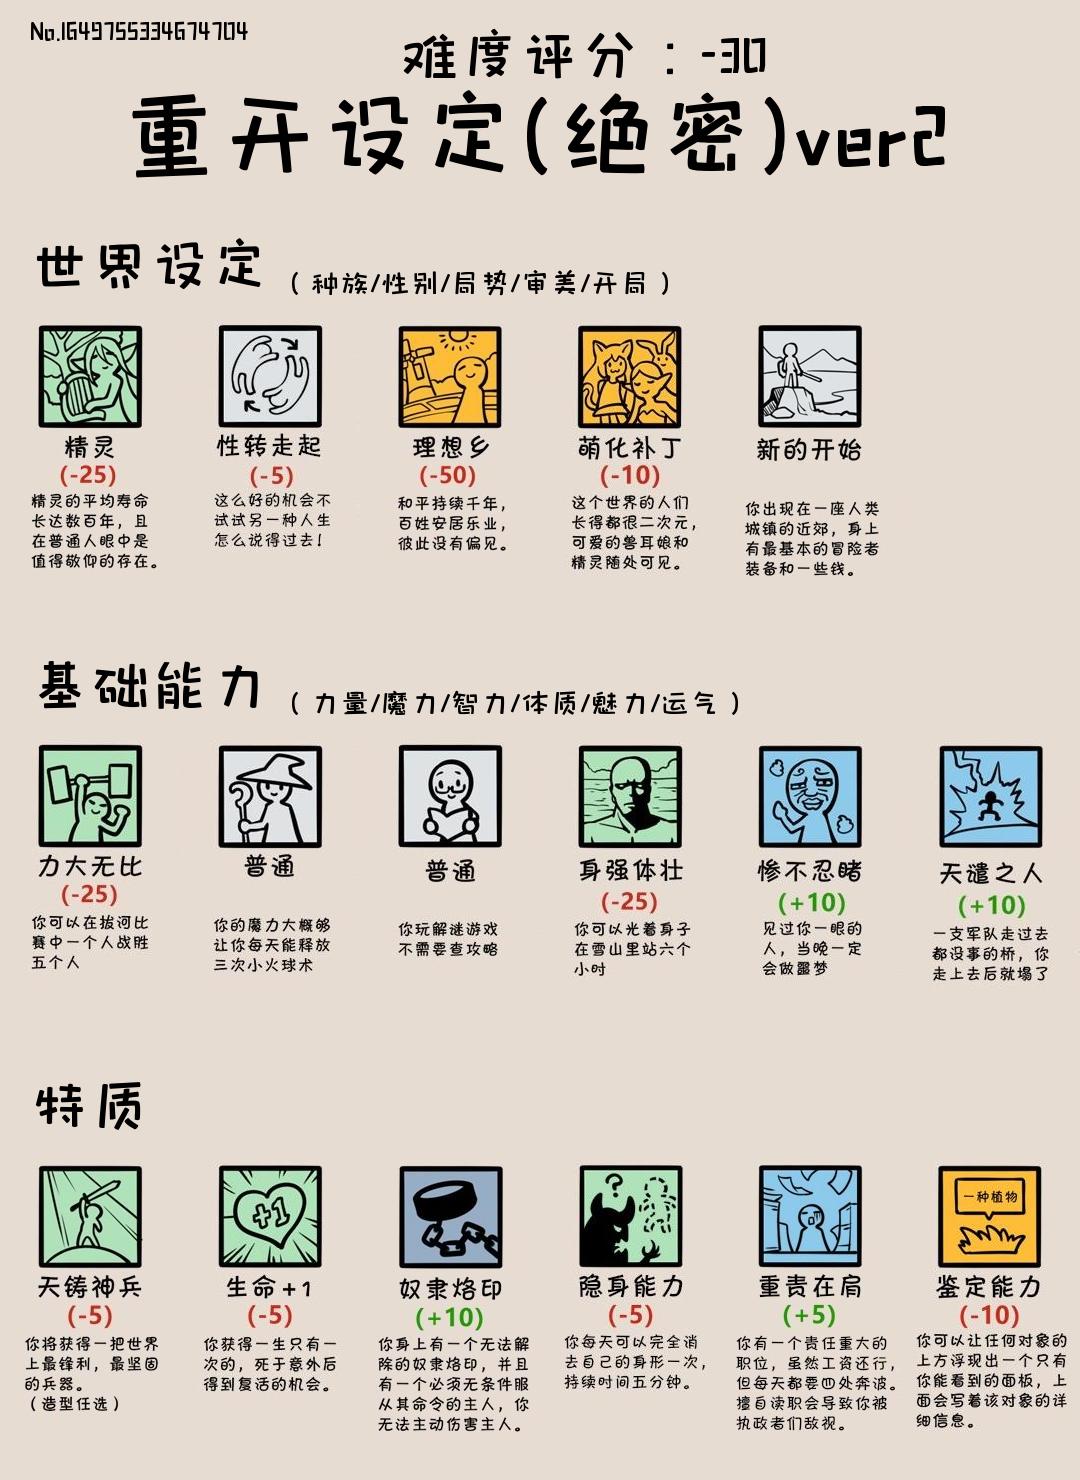 No.1649755334674704
难度评分：-30
重开设定(绝密)ver2
世界设定
(种族/性别/局势/审美/开局)
精灵
(-25)
精灵的平均寿命
长达数百年，且
在普通人眼中是
值得敬仰的存在。
性转走起
(-5)
这么好的机会不
试试另一种人生
怎么说得过去！
理想乡
(-50)
和平持续千年，
百姓安居乐业，
彼此没有偏见。
萌化补丁
(-10)
这个世界的人们
长得都很二次元，
可爱的兽耳娘和
精灵随处可见。
新的开始
你出现在一座人类
城镇的近郊，身上
有最基本的冒险者
装备和一些钱。
基础能力
(力量/魔力/智力/体质/魅力/运气)
力大无比
(-25)
你可以在拔河比
赛中一个人战胜
五个人
普通
你的魔力大概够
让你每天能释放
三次小火球术
普通
你玩解谜游戏
不需要查攻略
身强体壮
(-25)
你可以光着身子
在雪山里站六个
小时
惨不忍睹
(+10)
见过你一眼的
人，当晚一定
会做噩梦
天谴之人
(+10)
一支军队走过去
都没事的桥，你
走上去后就塌了
特质
天铸神兵
(-5)
你将获得一把世界
上最锋利，最坚固
的兵器。
(造型任选)
+1
生命+1
(-5)
你获得一生只有一
次的，死于意外后
得到复活的机会。
奴隶烙印
(+10)
你身上有一个无法解
除的奴隶烙印，并且
有一个必须无条件服
从其命令的主人，你
无法主动伤害主人。
?
隐身能力
(-5)
你每天可以完全消
去自己的身形一次，
持续时间五分钟。
重责在肩
(+5)
你有一个责任重大的
职位，虽然工资还行，
但每天都要四处奔波。
擅自渎职会导致你被
执政者们敌视。
一种植物
鉴定能力
(-10)
你可以让任何对象的
上方浮现出一个只有
你能看到的面板，上
面会写着该对象的详
细信息。